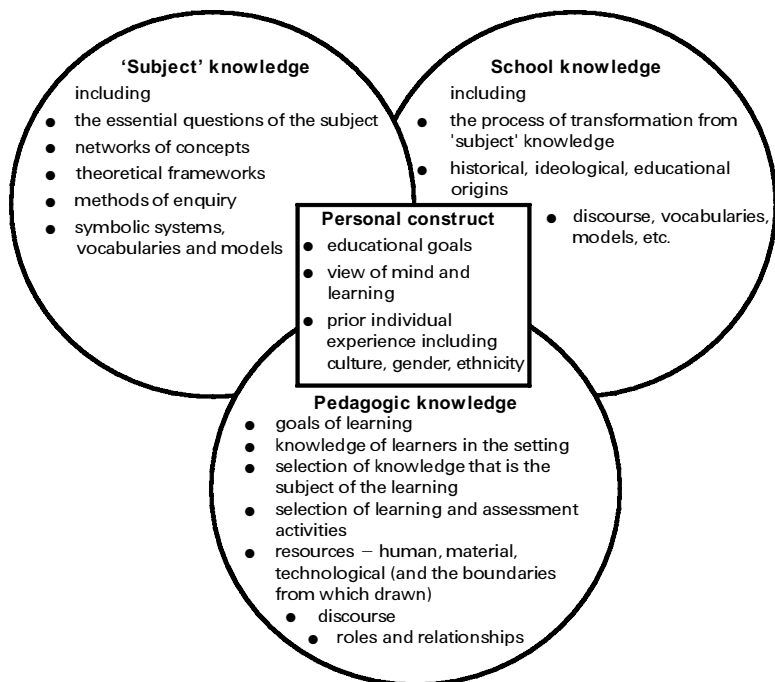 ‘Subject’ knowledge
including
● the essential questions of the subject
● networks of concepts
● theoretical frameworks
● methods of enquiry
● symbolic systems,
vocabularies and models
School knowledge
including
● the process of transformation from
'subject' knowledge
● historical, ideological, educational
origins
● discourse, vocabularies,
models, etc.
Personal construct
● educational goals
● view of mind and
learning
● prior individual
experience including
culture, gender, ethnicity
Pedagogic knowledge
● goals of learning
● knowledge of learners in the setting
● selection of knowledge that is the
subject of the learning
● selection of learning and assessment
activities
● resources – human, material,
technological (and the boundaries
from which drawn)
● discourse
● roles and relationships